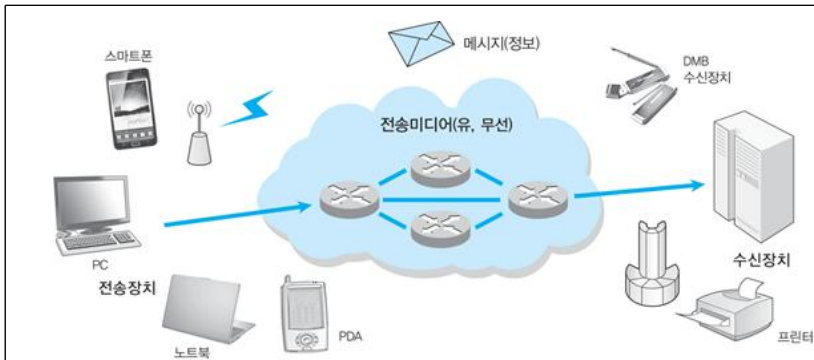 스마트폰
메시지(정보)
DMB
수신장치
전송미디어(유, 무선)
PC
전송장치
수신장치
노트북
PDA
프린터